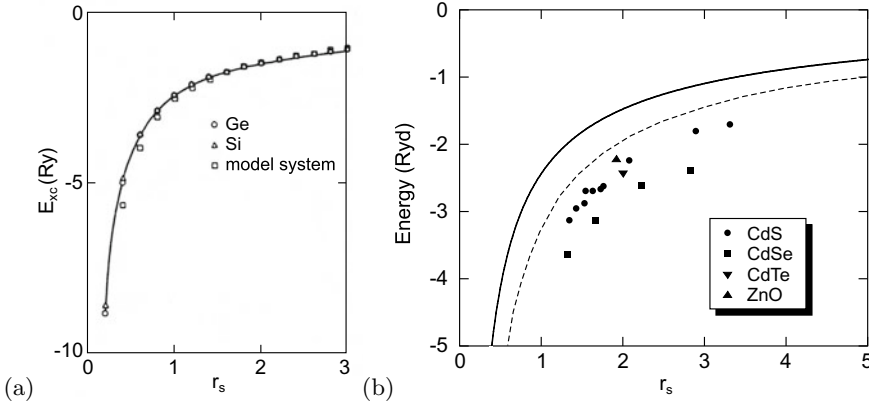 0
-5
-10
E_xc (Ry)
Ge
Si
model system
0
1
2
3
r_s
(a)
0
-1
-2
-3
-4
-5
Energy (Ryd)
CdS
CdSe
CdTe
ZnO
0
1
2
3
4
5
r_s
(b)